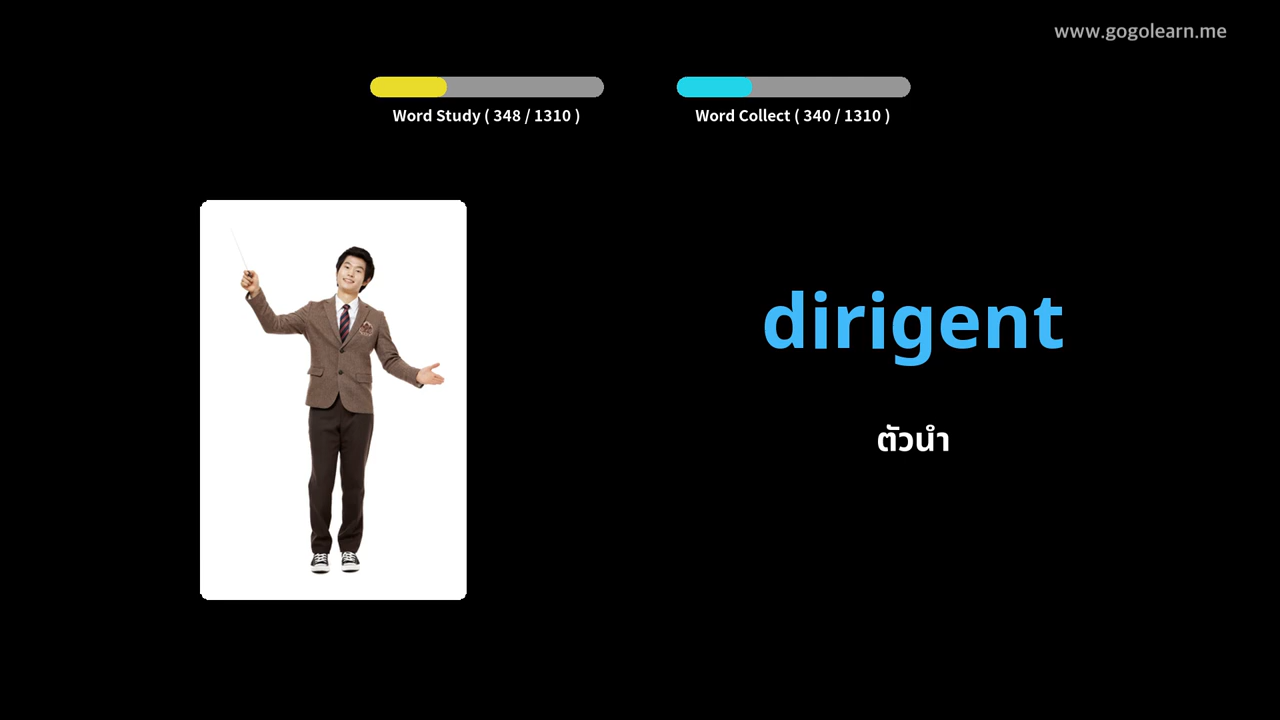 www.gogolearn.me
Word Study ( 348 / 1310 )
Word Collect ( 340 / 1310 )
dirigent
ตัวนำ